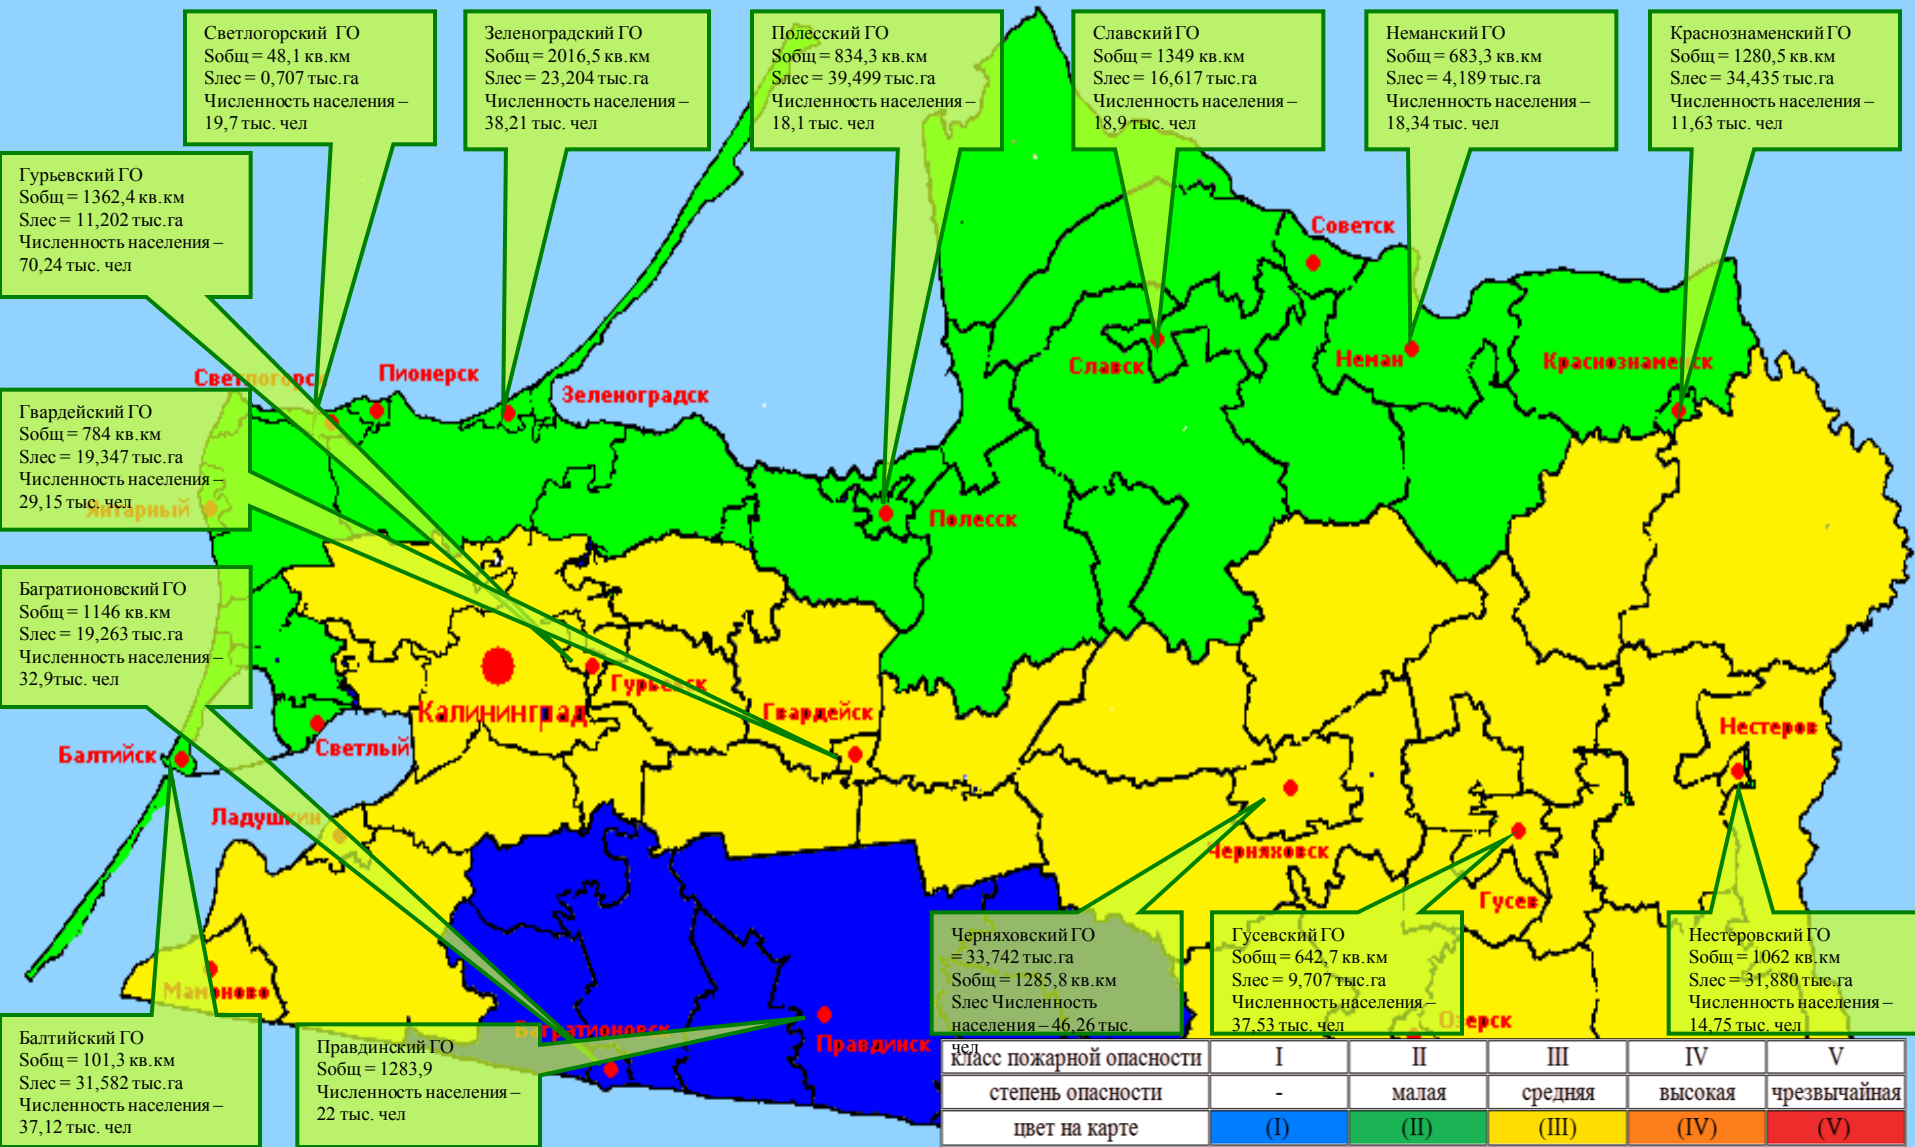 Светлогорский ГО
Sобщ = 48,1 кв.км
Sлес = 0,707 тыс.га
Численность населения –
19,7 тыс. чел
Зеленоградский ГО
Sобщ = 2016,5 кв.км
Sлес = 23,204 тыс.га
Численность населения –
38,21 тыс. чел
Полесский ГО
Sобщ = 834,3 кв.км
Sлес = 39,499 тыс.га
Численность населения –
18,1 тыс. чел
Славский ГО
Sобщ = 1349 кв.км
Sлес = 16,617 тыс.га
Численность населения –
18,9 тыс. чел
Неманский ГО
Sобщ = 683,3 кв.км
Sлес = 4,189 тыс.га
Численность населения –
18,34 тыс. чел
Краснознаменский ГО
Sобщ = 1280,5 кв.км
Sлес = 34,435 тыс.га
Численность населения –
11,63 тыс. чел
Гурьевский ГО
Sобщ = 1362,4 кв.км
Sлес = 11,202 тыс.га
Численность населения –
70,24 тыс. чел
Гвардейский ГО
Sобщ = 784 кв.км
Sлес = 19,347 тыс.га
Численность населения –
29,15 тыс. чел
Багратионовский ГО
Sобщ = 1146 кв.км
Sлес = 19,263 тыс.га
Численность населения –
32,9тыс. чел
Балтийский ГО
Sобщ = 101,3 кв.км
Sлес = 31,582 тыс.га
Численность населения –
37,12 тыс. чел
Правдинский ГО
Sобщ = 1283,9
Численность населения –
22 тыс. чел
Черняховский ГО
= 33,742 тыс.га
Sобщ = 1285,8 кв.км
Sлес Численность
населения – 46,26 тыс.
чел
Гусевский ГО
Sобщ = 642,7 кв.км
Sлес = 9,707 тыс.га
Численность населения –
37,53 тыс. чел
Нестеровский ГО
Sобщ = 1062 кв.км
Sлес = 31,880 тыс.га
Численность населения –
14,75 тыс. чел
Советск
Светлогорск
Пионерск
Зеленоградск
Славск
Неман
Краснознаменск
Янтарный
Полесск
Калининград
Гурьевск
Гвардейск
Нестеров
Балтийск
Светлый
Ладушкин
Черняховск
Гусев
Мамоново
Багратионовск
Правдинск
Озерск
класс пожарной опасности I II III IV V
степень опасности - малая средняя высокая чрезвычайная
цвет на карте (I) (II) (III) (IV) (V)